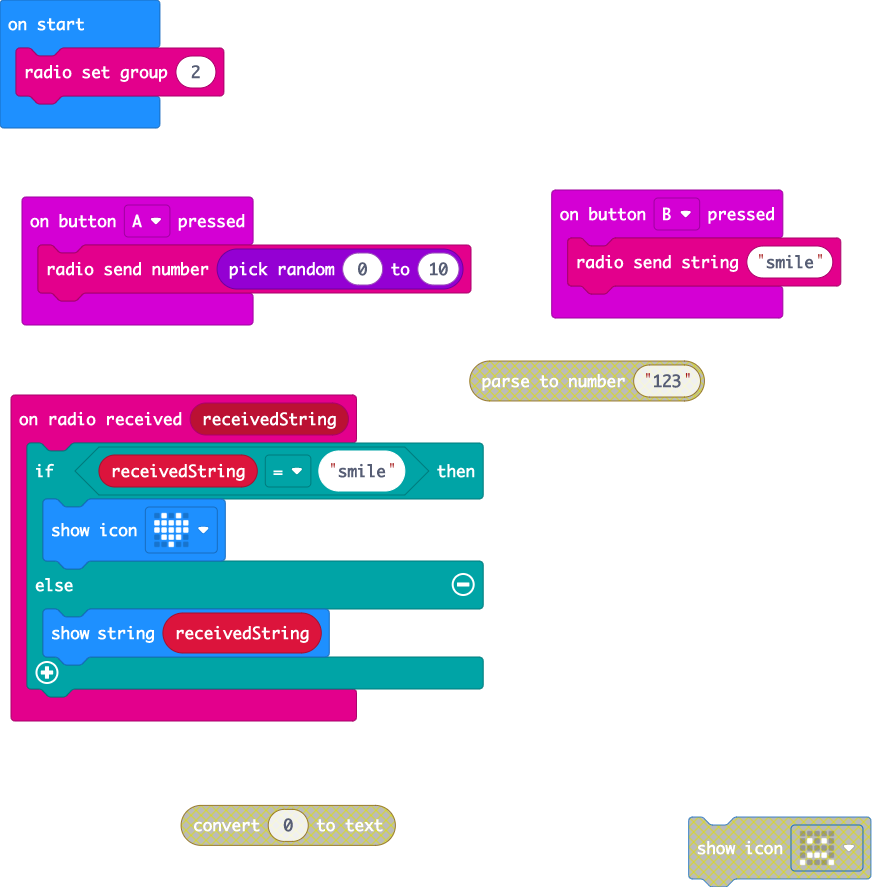 on start
radio set group 2
on button A pressed
radio send number pick random 0 to 10
on button B pressed
radio send string "smile"
parse to number "123"
on radio received receivedString
if receivedString = "smile" then
show icon
else
show string receivedString
convert 0 to text
show icon